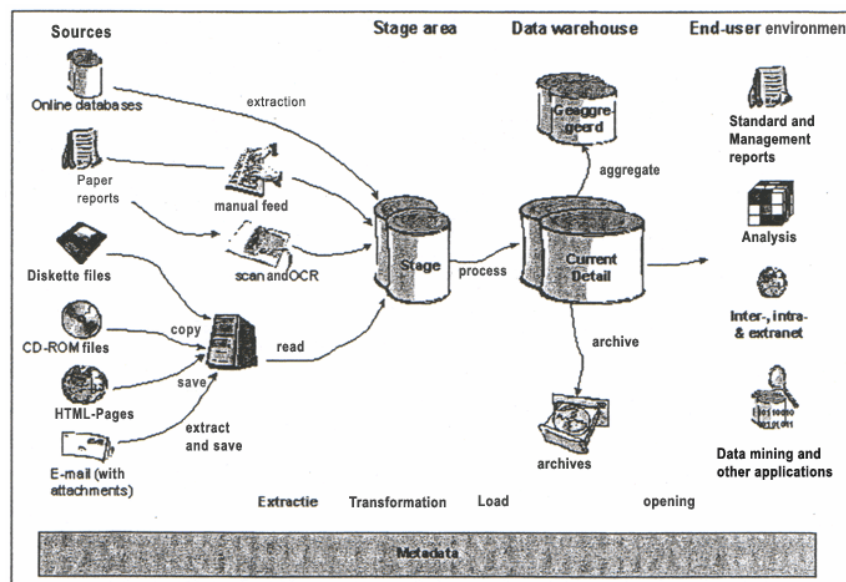 Sources
Stage area
Data warehouse
End-user environmen
Online databases
extraction
Geaggre-
geerd
Standard and
Management
reports
Paper
reports
manual feed
aggregate
scan and OCR
Stage
process
Current
Detail
Analysis
Diskette files
copy
CD-ROM files
read
archive
Inter-, intra-
& extranet
save
HTML-Pages
extract
and save
E-mail (with
attachments)
archives
Data mining and
other applications
Extractie
Transformation
Load
opening
Metadata